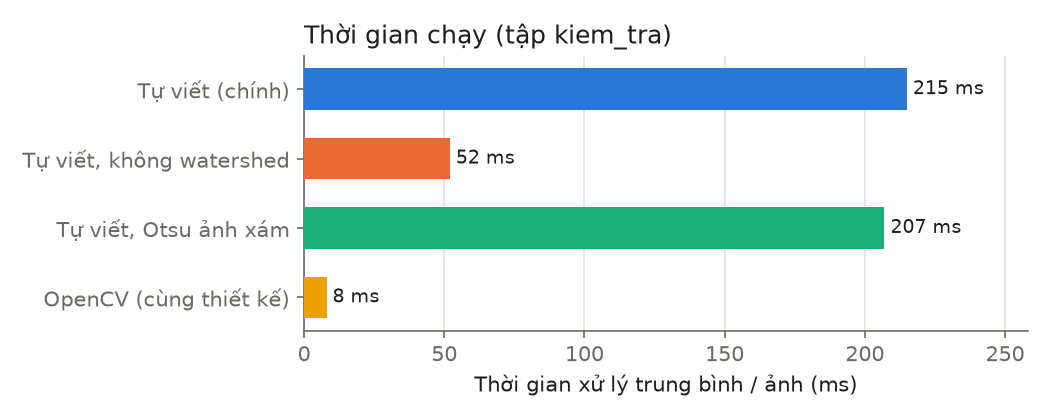 Thời gian chạy (tập kiem_tra)
Tự viết (chính)
215 ms
Tự viết, không watershed
52 ms
Tự viết, Otsu ảnh xám
207 ms
OpenCV (cùng thiết kế)
8 ms
0 50 100 150 200 250
Thời gian xử lý trung bình / ảnh (ms)